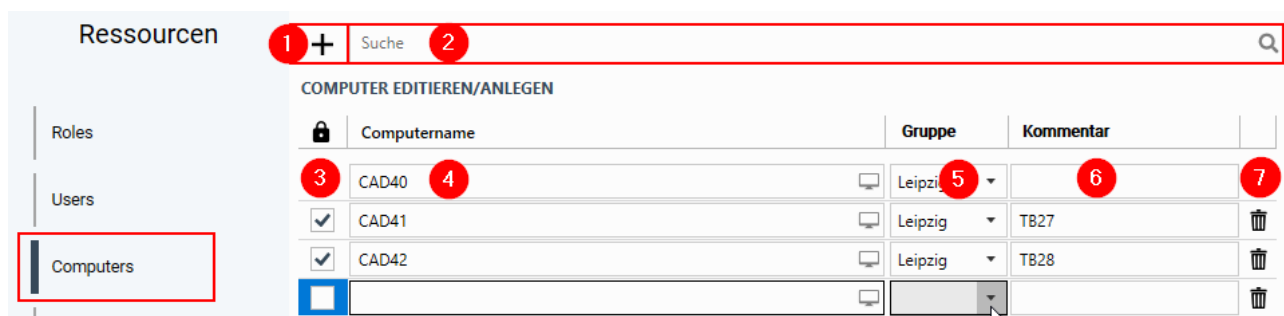 Ressourcen
1 Suche 2
COMPUTER EDITIEREN/ANLEGEN
Roles
Computername Gruppe Kommentar
3 CAD40 4 Leipzig 5 6 7
Users
CAD41 Leipzig TB27
Computers
CAD42 Leipzig TB28